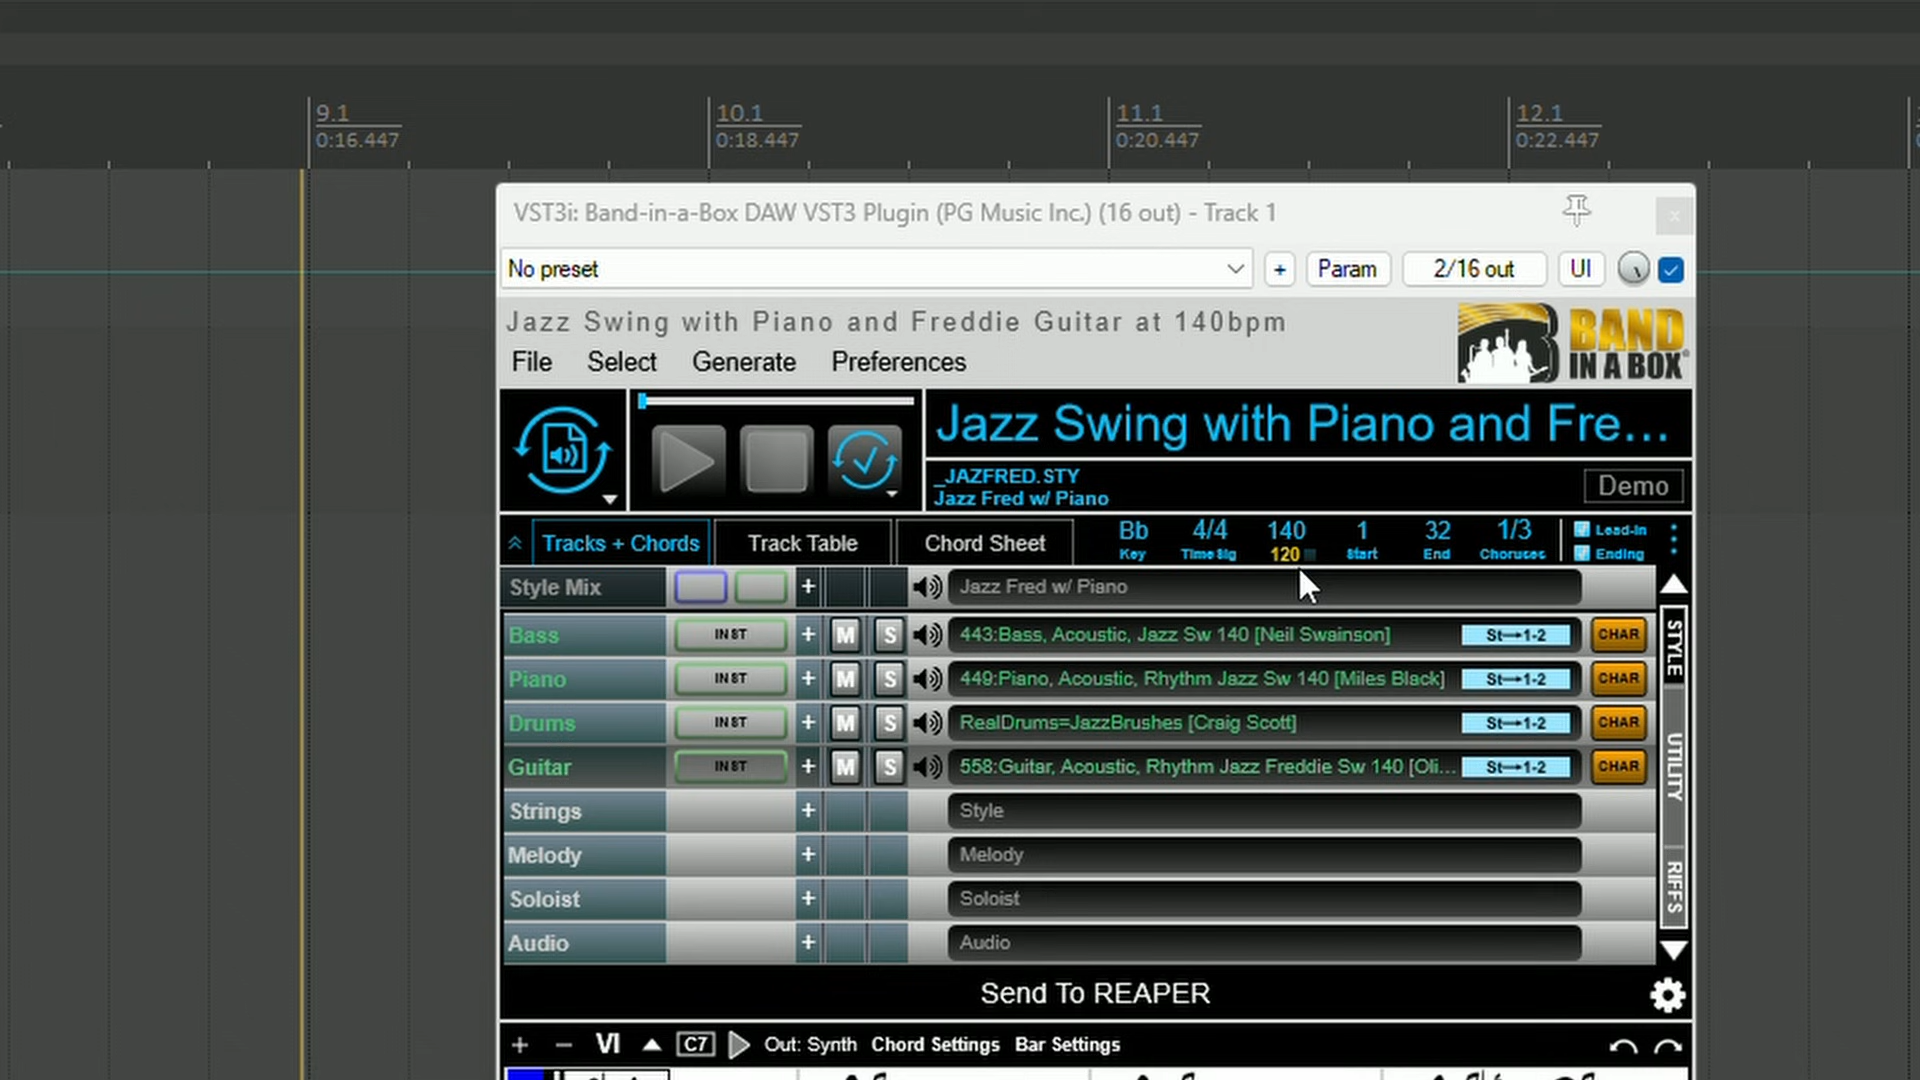 9.1
0:16.447
10.1
0:18.447
11.1
0:20.447
12.1
0:22.447
VST3i: Band-in-a-Box DAW VST3 Plugin (PG Music Inc.) (16 out) - Track 1
x
No preset
+ Param 2/16 out UI
Jazz Swing with Piano and Freddie Guitar at 140bpm
BAND IN A BOX
File Select Generate Preferences
Jazz Swing with Piano and Fre...
_JAZFRED.STY
Jazz Fred w/ Piano
Demo
Tracks + Chords Track Table Chord Sheet
Bb 4/4 140 1 32 1/3 Lead-In
Key Time Sig 120 Start End Choruses Ending
Style Mix + Jazz Fred w/ Piano
Bass INST + M S 443:Bass, Acoustic, Jazz Sw 140 [Neil Swainson] St→1-2 CHAR
Piano INST + M S 449:Piano, Acoustic, Rhythm Jazz Sw 140 [Miles Black] St→1-2 CHAR
Drums INST + M S RealDrums=JazzBrushes [Craig Scott] St→1-2 CHAR
Guitar INST + M S 558:Guitar, Acoustic, Rhythm Jazz Freddie Sw 140 [Oli... St→1-2 CHAR
Strings + Style
Melody + Melody
Soloist + Soloist
Audio + Audio
STYLE
UTILITY
RIFFS
Send To REAPER
+ − VI C7 Out: Synth Chord Settings Bar Settings